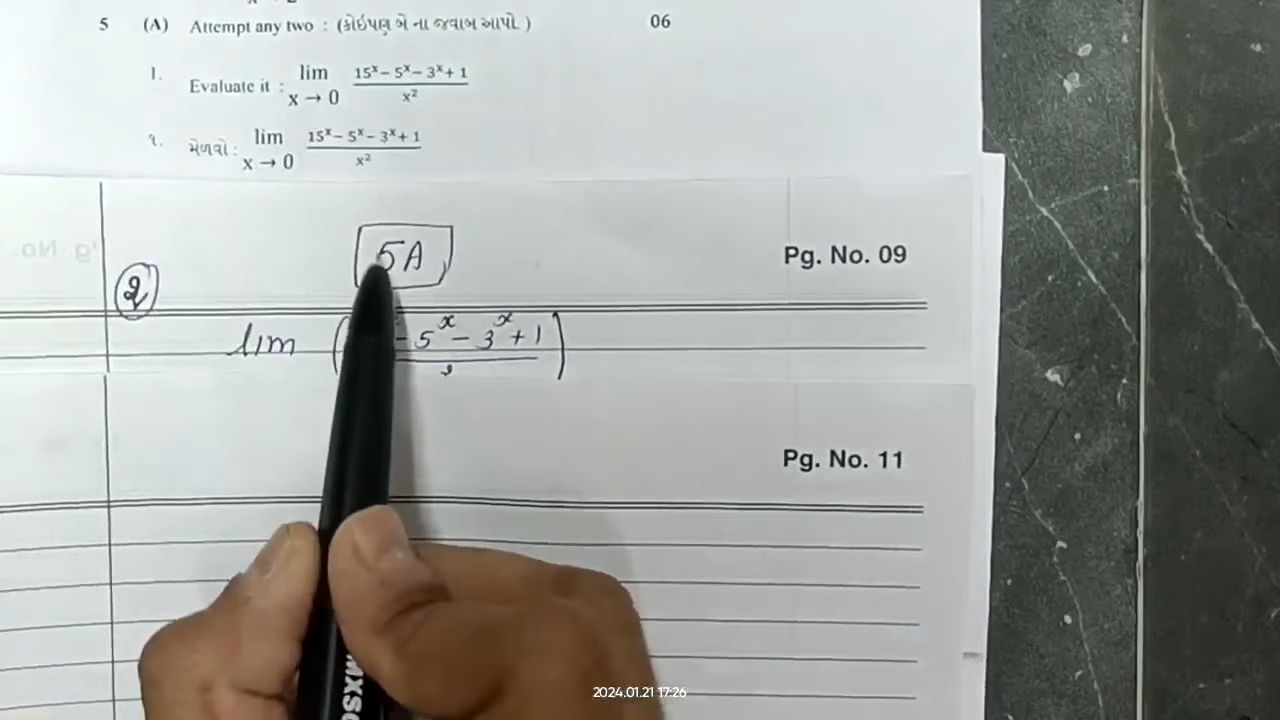 5 (A) Attempt any two : (કોઈપણ બે ના જવાબ આપો ) 06
1. Evaluate it : lim x → 0 15ˣ – 5ˣ – 3ˣ + 1 / x²
૧. મેળવો : lim x → 0 15ˣ – 5ˣ – 3ˣ + 1 / x²
5A
Pg. No. 09
2
lim ( – 5ˣ – 3ˣ + 1 )
Pg. No. 11
2024.01.21 17:26